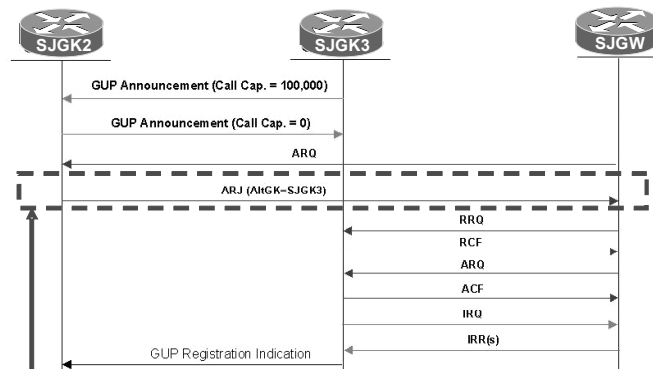 SJGK2
SJGK3
SJGW
GUP Announcement (Call Cap. = 100,000)
GUP Announcement (Call Cap. = 0)
ARQ
ARJ (AltGK–SJGK3)
RRQ
RCF
ARQ
ACF
IRQ
IRR(s)
GUP Registration Indication